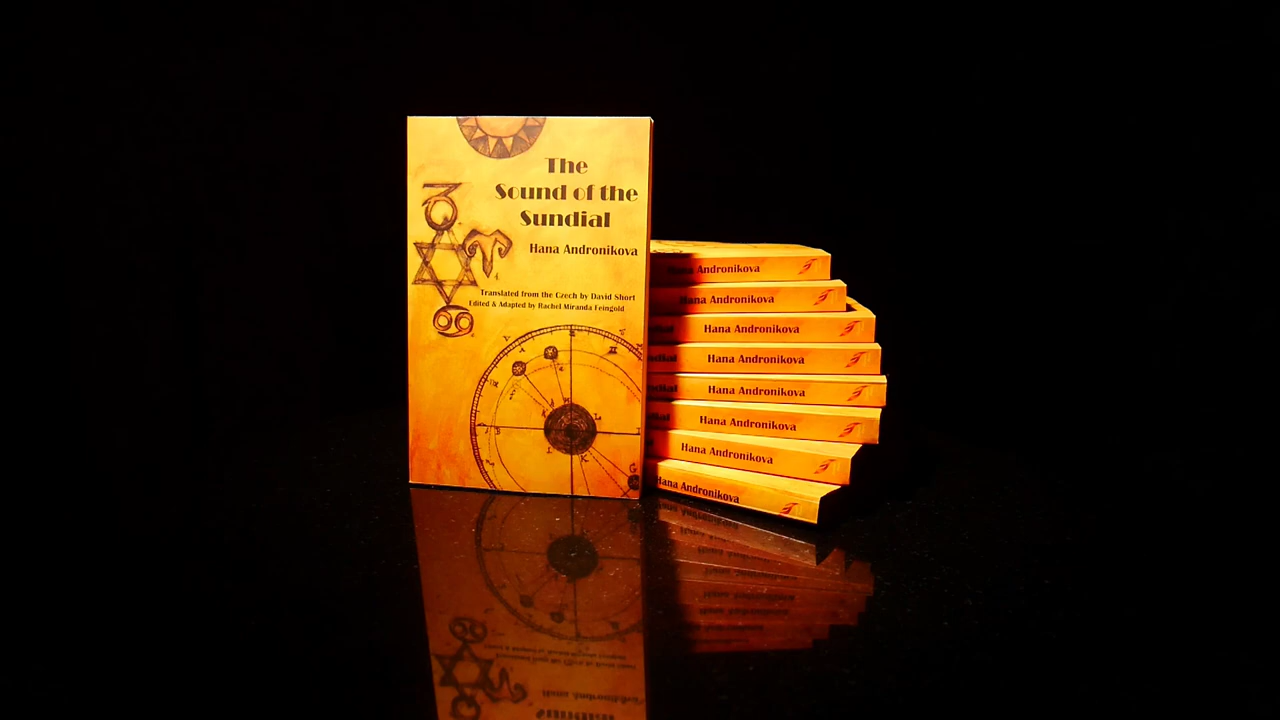 The
Sound of the
Sundial
Hana Andronikova
Translated from the Czech by David Short
Edited & Adapted by Rachel Miranda Feingold
Andronikova
Hana Andronikova
Hana Andronikova
Hana Andronikova
Hana Andronikova
Hana Andronikova
Hana Andronikova
Hana Andronikova